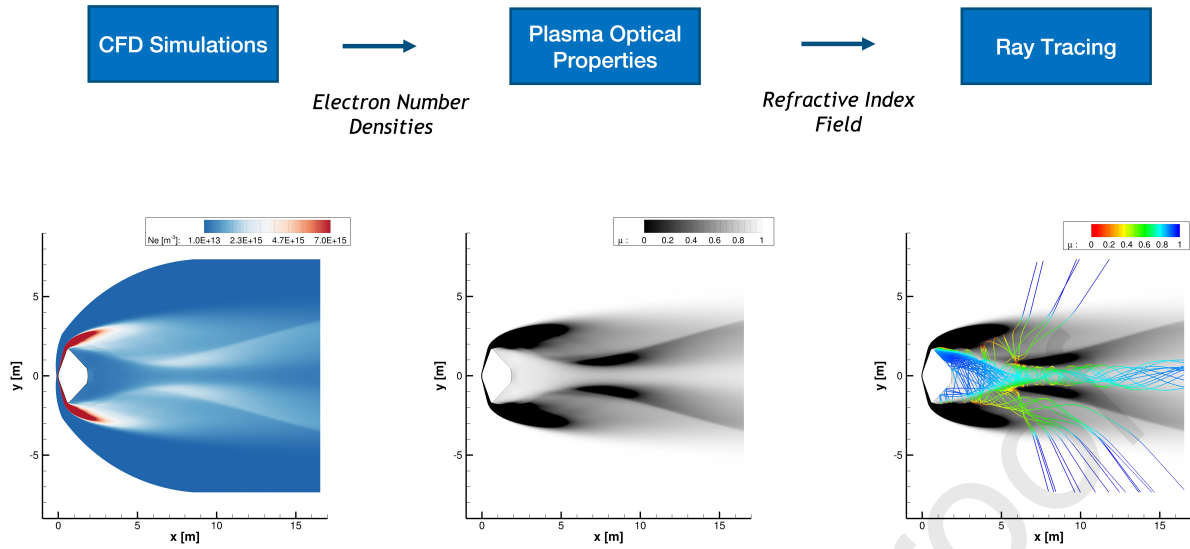 CFD Simulations
Electron Number
Densities
Plasma Optical
Properties
Refractive Index
Field
Ray Tracing
Ne [m⁻³]: 1.0E+13 2.3E+15 4.7E+15 7.0E+15
y [m]
5
0
-5
0 5 10 15
x [m]
μ : 0 0.2 0.4 0.6 0.8 1
y [m]
5
0
-5
0 5 10 15
x [m]
μ : 0 0.2 0.4 0.6 0.8 1
y [m]
5
0
-5
0 5 10 15
x [m]